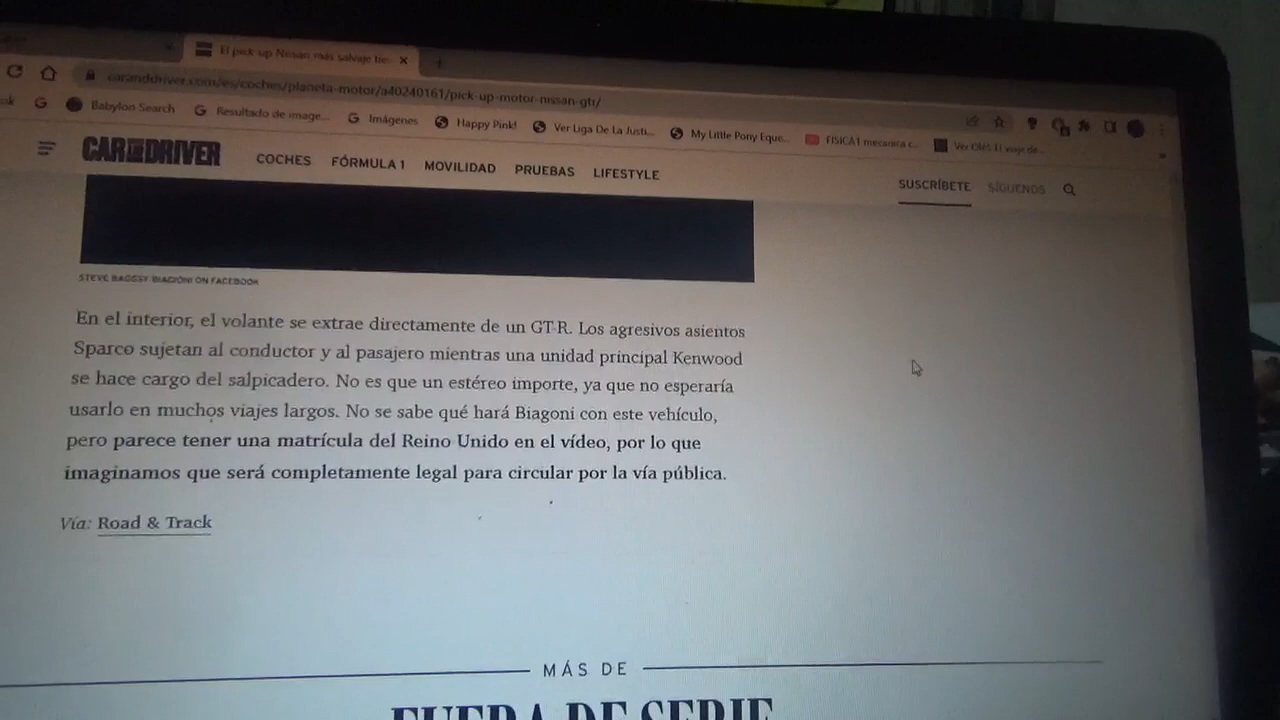 El pick-up Nissan más salvaje tie
caranddriver.com/es/coches/planeta-motor/a40240161/pick-up-motor-nissan-gtr/
ok
Babylon Search
Resultado de image...
Imágenes
Happy Pink!
Ver Liga De La Justi...
My Little Pony Eque...
FISICA1 mecanica c...
CAR AND DRIVER
COCHES FÓRMULA 1 MOVILIDAD PRUEBAS LIFESTYLE
SUSCRÍBETE SÍGUENOS
STEVE BAGGSY BIAGIONI ON FACEBOOK
En el interior, el volante se extrae directamente de un GT-R. Los agresivos asientos
Sparco sujetan al conductor y al pasajero mientras una unidad principal Kenwood
se hace cargo del salpicadero. No es que un estéreo importe, ya que no esperaría
usarlo en muchos viajes largos. No se sabe qué hará Biagoni con este vehículo,
pero parece tener una matrícula del Reino Unido en el vídeo, por lo que
imaginamos que será completamente legal para circular por la vía pública.
Vía: Road & Track
MÁS DE
FUERA DE SERIE